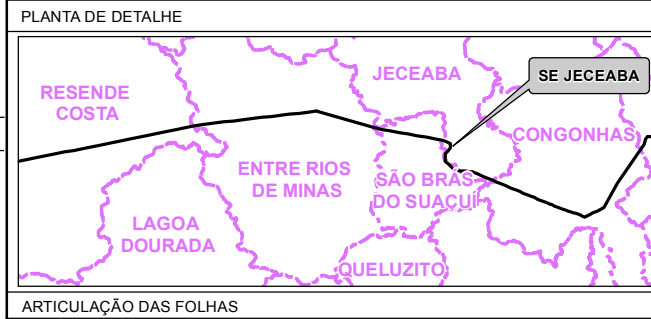 PLANTA DE DETALHE
JECEABA
SE JECEABA
RESENDE
COSTA
CONGONHAS
ENTRE RIOS
DE MINAS
SÃO BRÁS
DO SUAÇUÍ
LAGOA
DOURADA
QUELUZITO
ARTICULAÇÃO DAS FOLHAS